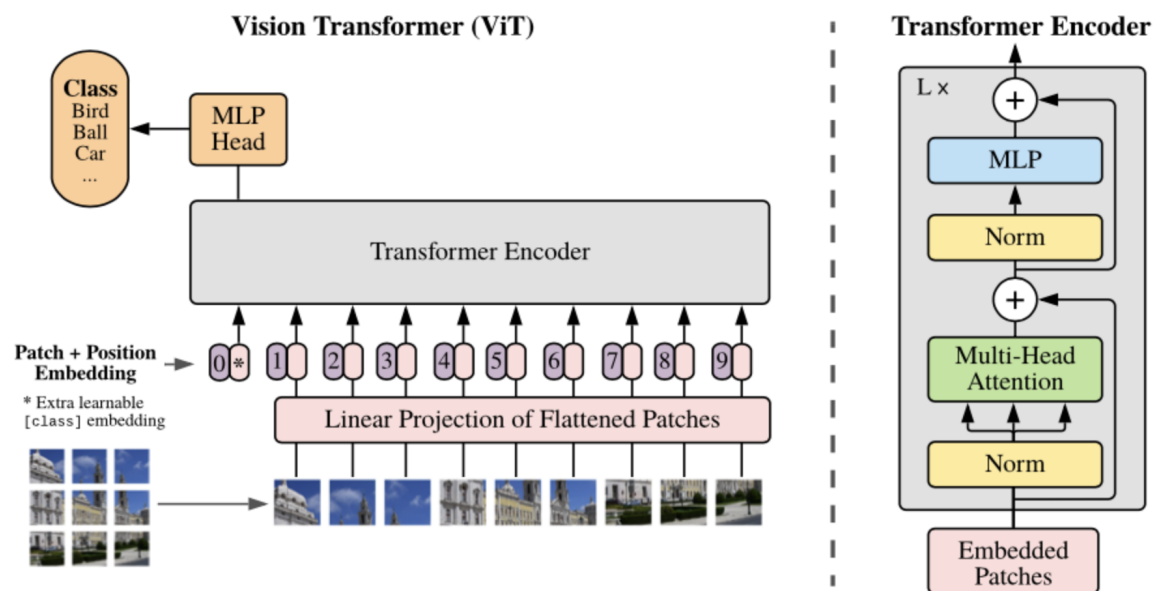 Vision Transformer (ViT)
Class
Bird
Ball
Car
...
MLP
Head
Transformer Encoder
Patch + Position
Embedding
* Extra learnable
[class] embedding
0 * 1 2 3 4 5 6 7 8 9
Linear Projection of Flattened Patches
Transformer Encoder
L x
+
MLP
Norm
+
Multi-Head
Attention
Norm
Embedded
Patches